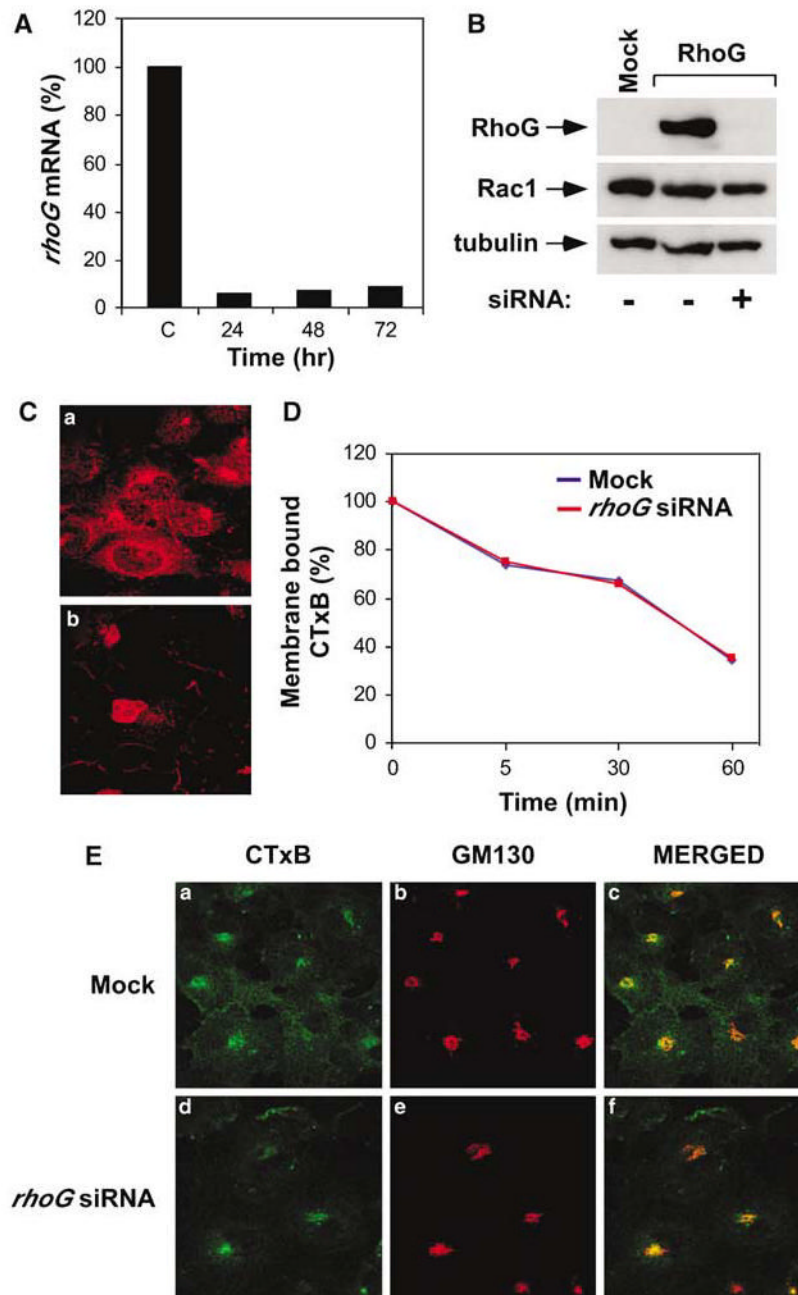 A
rhoG mRNA (%)
120
100
80
60
40
20
0
C 24 48 72
Time (hr)
B
Mock
RhoG
RhoG
Rac1
tubulin
siRNA: - - +
C
a
b
D
Membrane bound
CTxB (%)
120
100
80
60
40
20
0
Mock
rhoG siRNA
0 5 30 60
Time (min)
E
CTxB GM130 MERGED
Mock
a b c
rhoG siRNA
d e f